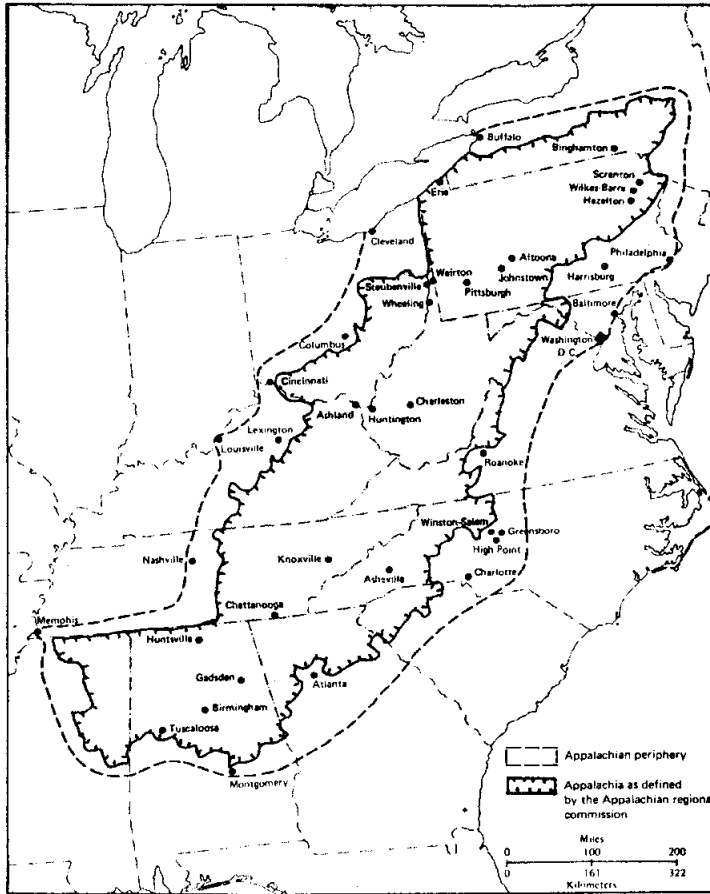 Buffalo
Binghamton
Scranton
Wilkes-Barre
Hazelton
Erie
Cleveland
Altoona
Philadelphia
Weirton
Steubenville
Johnstown
Harrisburg
Pittsburgh
Wheeling
Baltimore
Columbus
Washington
D C
Cincinnati
Ashland
Huntington
Charleston
Lexington
Louisville
Roanoke
Winston-Salem
Greensboro
High Point
Nashville
Knoxville
Asheville
Charlotte
Chattanooga
Memphis
Huntsville
Gadsden
Atlanta
Birmingham
Tuscaloosa
Montgomery
Appalachian periphery
Appalachia as defined
by the Appalachian regional
commission
Miles
0 100 200
0 161 322
Kilometers